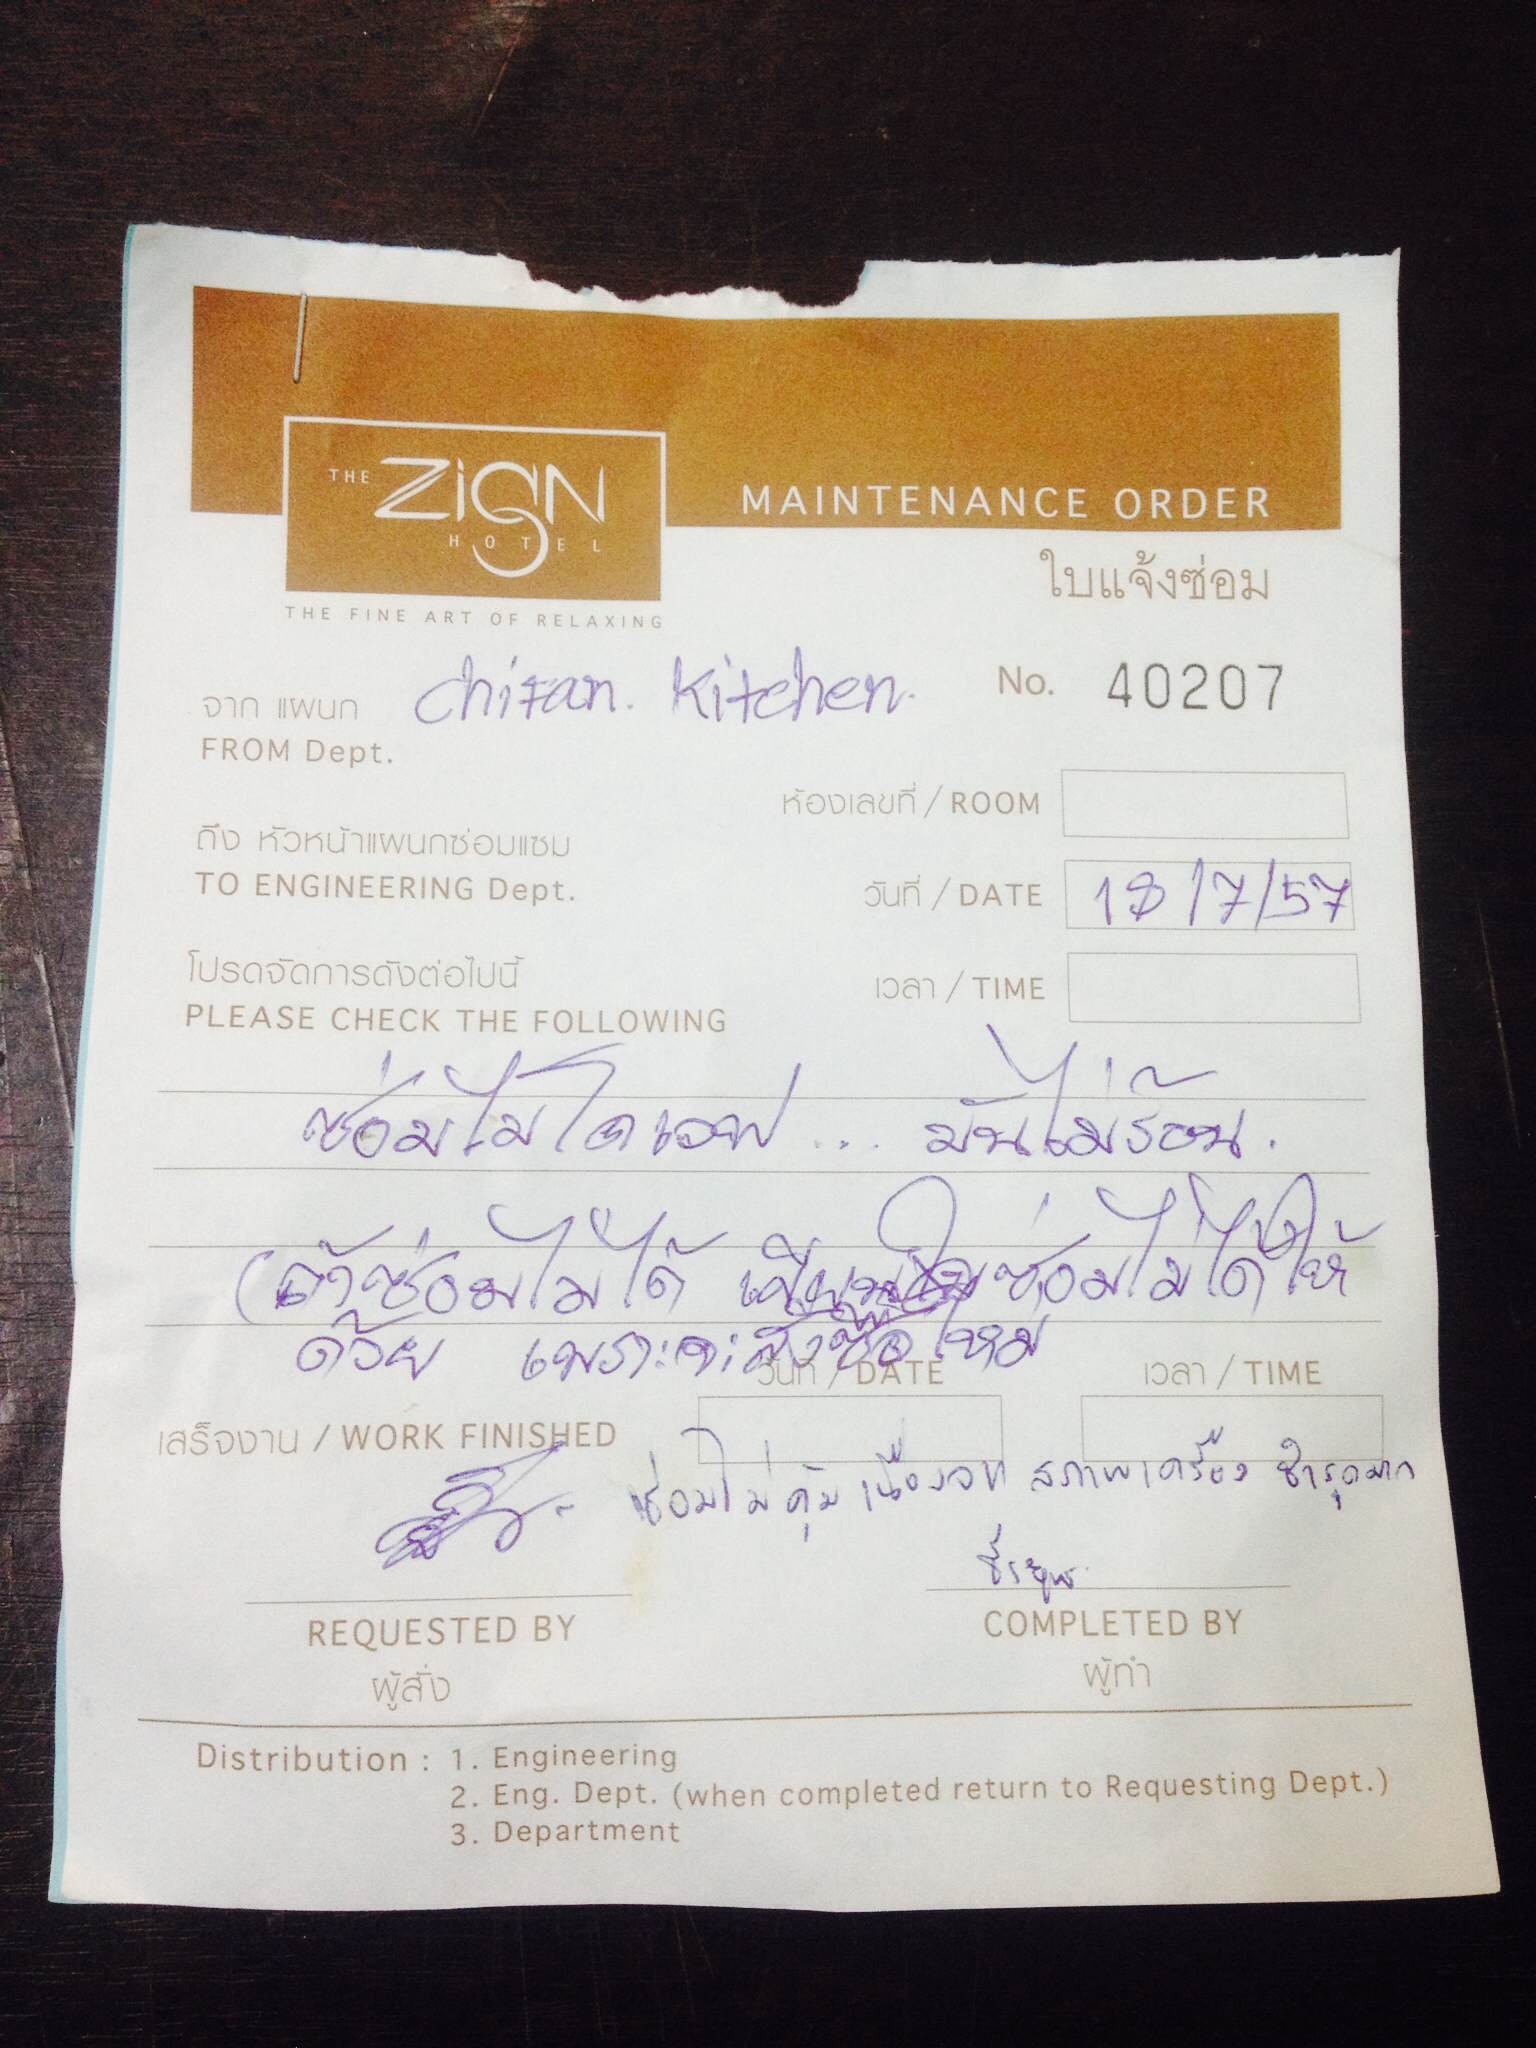 THE ZIGN
HOTEL
MAINTENANCE ORDER
ใบแจ้งซ่อม
THE FINE ART OF RELAXING
จาก แผนก chifan. Kitchen. No. 40207
FROM Dept.
ห้องเลขที่ / ROOM
ถึง หัวหน้าแผนกซ่อมแซม
TO ENGINEERING Dept.
วันที่ / DATE 18/7/57
โปรดจัดการดังต่อไปนี้
เวลา / TIME
PLEASE CHECK THE FOLLOWING
ซ่อมไมโคเวฟ ... มันไม่ร้อน.
(ถ้าซ่อมไม่ได้ เขียนใบซ่อมไม่ได้ให้
ด้วย เพราะจะสั่งซื้อใหม่
วันที่ / DATE เวลา / TIME
เสร็จงาน / WORK FINISHED
ซ่อมไม่คุ้ม เนื่องจาก สภาพเครื่อง ชำรุดมาก
REQUESTED BY COMPLETED BY
ผู้สั่ง ผู้ทำ
Distribution : 1. Engineering
2. Eng. Dept. (when completed return to Requesting Dept.)
3. Department